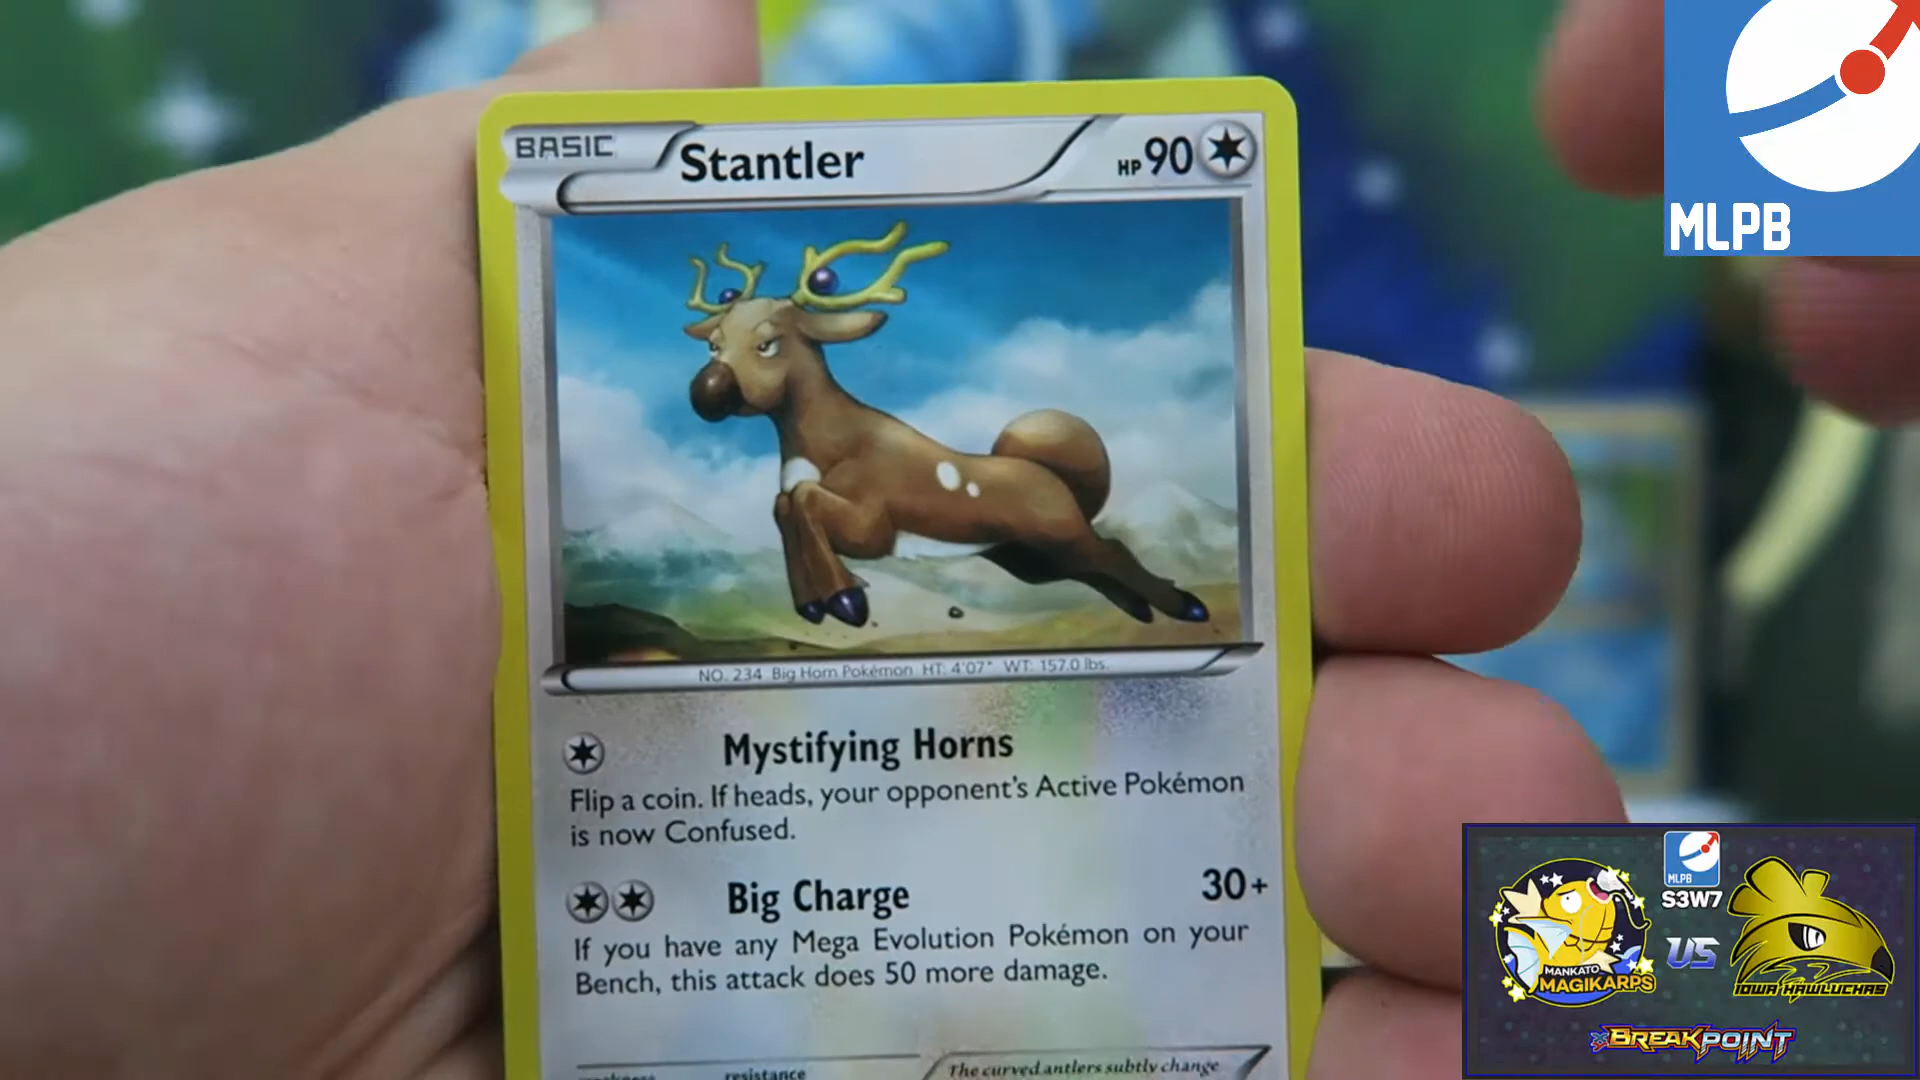 BASIC
Stantler
HP 90
MLPB
NO. 234 Big Horn Pokémon HT: 4'07" WT: 157.0 lbs.
Mystifying Horns
Flip a coin. If heads, your opponent's Active Pokémon
is now Confused.
Big Charge 30+
If you have any Mega Evolution Pokémon on your
Bench, this attack does 50 more damage.
weakness resistance
The curved antlers subtly change
MLPB
S3W7
VS
MANKATO
MAGIKARPS
IOWA HAWLUCHAS
BREAKPOINT